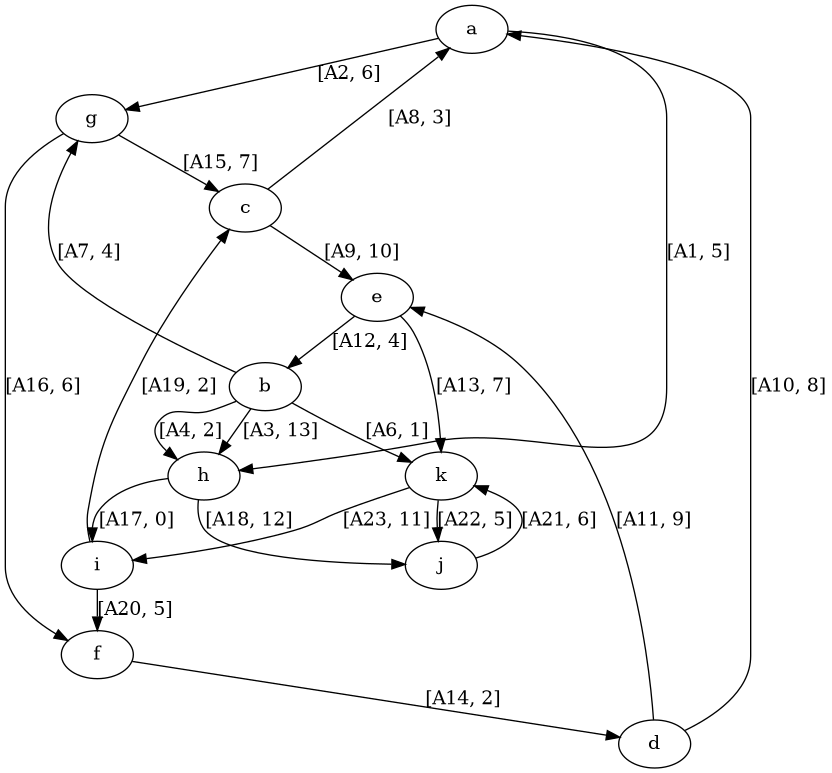 a
[A2, 6]
g
[A8, 3]
[A15, 7]
c
[A7, 4]
[A9, 10]
[A1, 5]
e
[A12, 4]
[A16, 6]
[A19, 2]
b
[A13, 7]
[A10, 8]
[A4, 2]
[A3, 13]
[A6, 1]
h
k
[A17, 0]
[A18, 12]
[A23, 11]
[A22, 5]
[A21, 6]
[A11, 9]
i
j
[A20, 5]
f
[A14, 2]
d